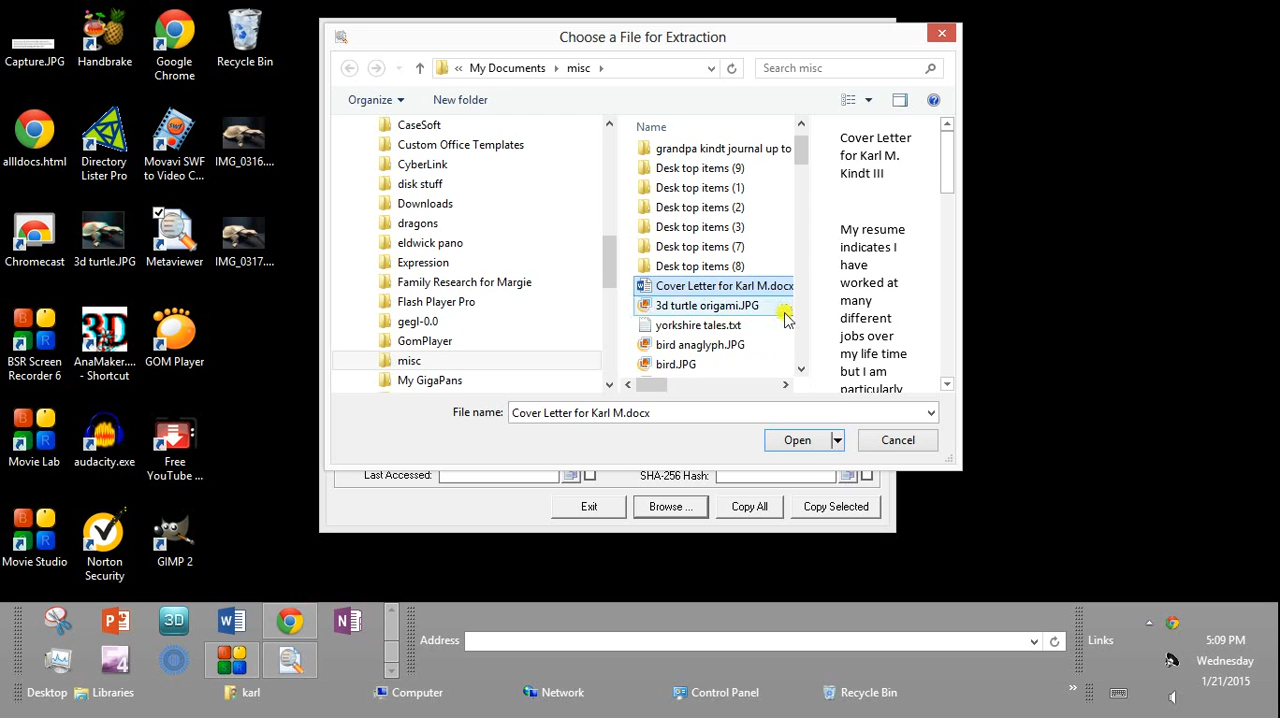 Capture.JPG
Handbrake
Google
Chrome
Recycle Bin
allldocs.html
Directory
Lister Pro
Movavi SWF
to Video C...
IMG_0316....
Chromecast
3d turtle.JPG
Metaviewer
IMG_0317....
BSR Screen
Recorder 6
AnaMaker....
- Shortcut
GOM Player
Movie Lab
audacity.exe
Free
YouTube ...
Movie Studio
Norton
Security
GIMP 2
Choose a File for Extraction
« My Documents misc
Search misc
Organize
New folder
CaseSoft
Custom Office Templates
CyberLink
disk stuff
Downloads
dragons
eldwick pano
Expression
Family Research for Margie
Flash Player Pro
gegl-0.0
GOMPlayer
misc
My GigaPans
Name
grandpa kindt journal up to
Desk top items (9)
Desk top items (1)
Desk top items (2)
Desk top items (3)
Desk top items (7)
Desk top items (8)
Cover Letter for Karl M.docx
3d turtle origami.JPG
yorkshire tales.txt
bird anaglyph.JPG
bird.JPG
Cover Letter
for Karl M.
Kindt III
My resume
indicates I
have
worked at
many
different
jobs over
my life time
but I am
particularly
File name: Cover Letter for Karl M.docx
Open
Cancel
Last Accessed:
SHA-256 Hash:
Exit
Browse ...
Copy All
Copy Selected
Address
Links
5:09 PM
Wednesday
1/21/2015
Desktop
Libraries
karl
Computer
Network
Control Panel
Recycle Bin